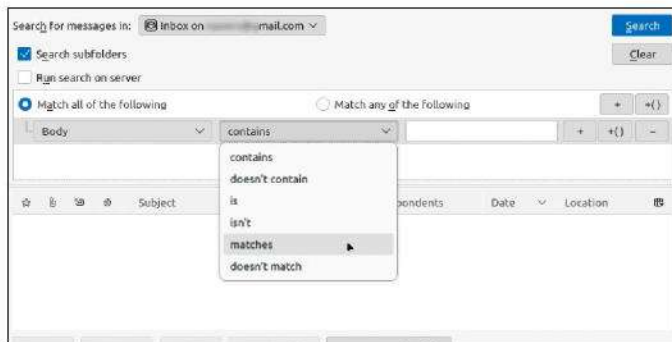 Search for messages in: Inbox on gmail.com Search
Search subfolders Clear
Run search on server
Match all of the following Match any of the following + +()
Body contains + +() -
contains
doesn't contain
Subject is pondents Date Location
isn't
matches
doesn't match